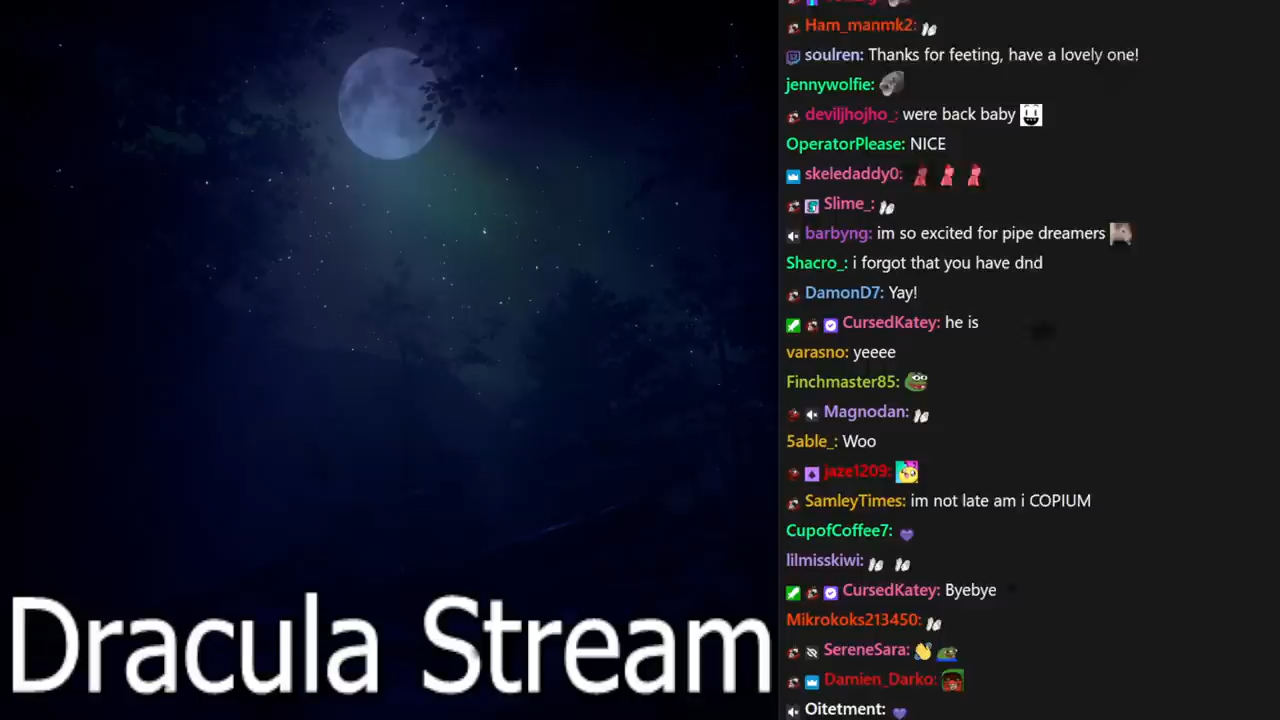 Ham_manmk2:
soulren: Thanks for feeting, have a lovely one!
jennywolfie:
deviljhojho_: were back baby
OperatorPlease: NICE
skeledaddy0:
Slime_:
barbyng: im so excited for pipe dreamers
Shacro_: i forgot that you have dnd
DamonD7: Yay!
CursedKatey: he is
varasno: yeeee
Finchmaster85:
Magnodan:
5able_: Woo
jaze1209:
SamleyTimes: im not late am i COPIUM
CupofCoffee7:
lilmisskiwi:
CursedKatey: Byebye
Mikrokoks213450:
SereneSara:
Damien_Darko:
Oitetment:
Dracula Stream